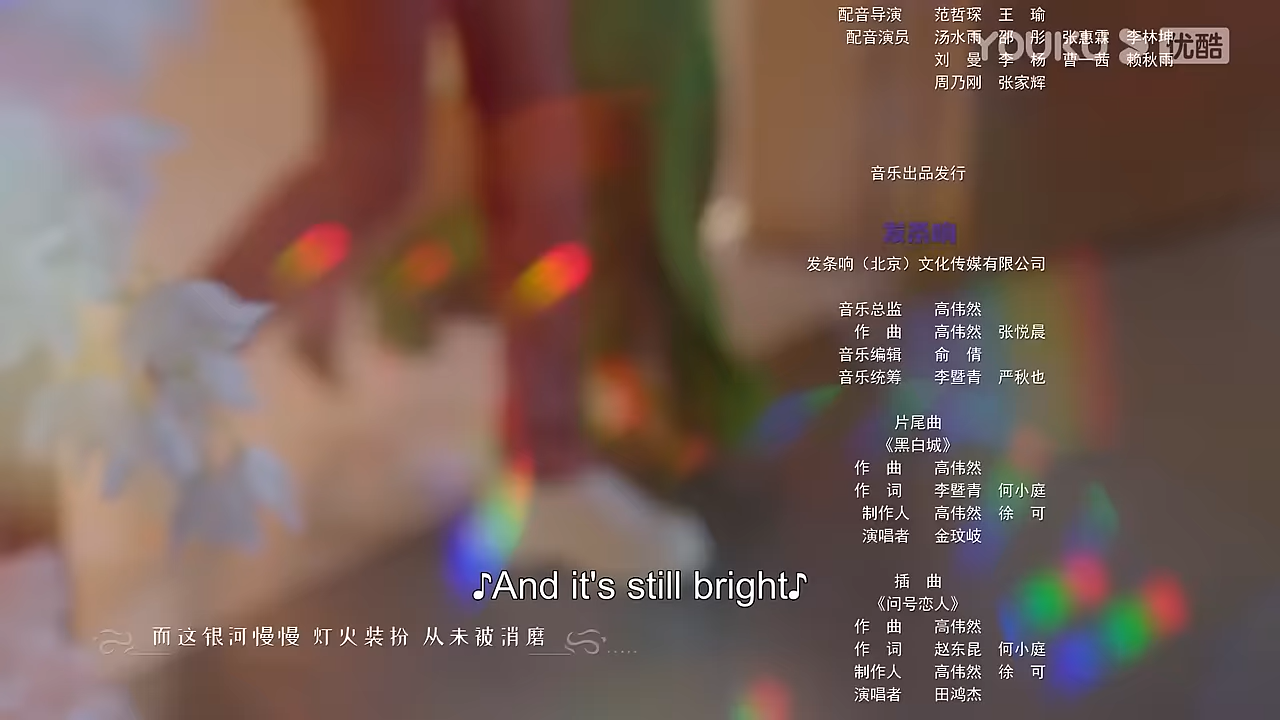 配音导演 范哲琛 王 瑜
配音演员 汤水雨 邵 彤 张惠霖 李林坤
刘 曼 李 杨 曹一茜 赖秋雨
周乃刚 张家辉
YOUKU 优酷
音乐出品发行
发条响
发条响（北京）文化传媒有限公司
音乐总监 高伟然
作 曲 高伟然 张悦晨
音乐编辑 俞 倩
音乐统筹 李暨青 严秋也
片尾曲
《黑白城》
作 曲 高伟然
作 词 李暨青 何小庭
制作人 高伟然 徐 可
演唱者 金玟岐
插 曲
《问号恋人》
作 曲 高伟然
作 词 赵东昆 何小庭
制作人 高伟然 徐 可
演唱者 田鸿杰
♪And it's still bright♪
而这银河慢慢 灯火装扮 从未被消磨